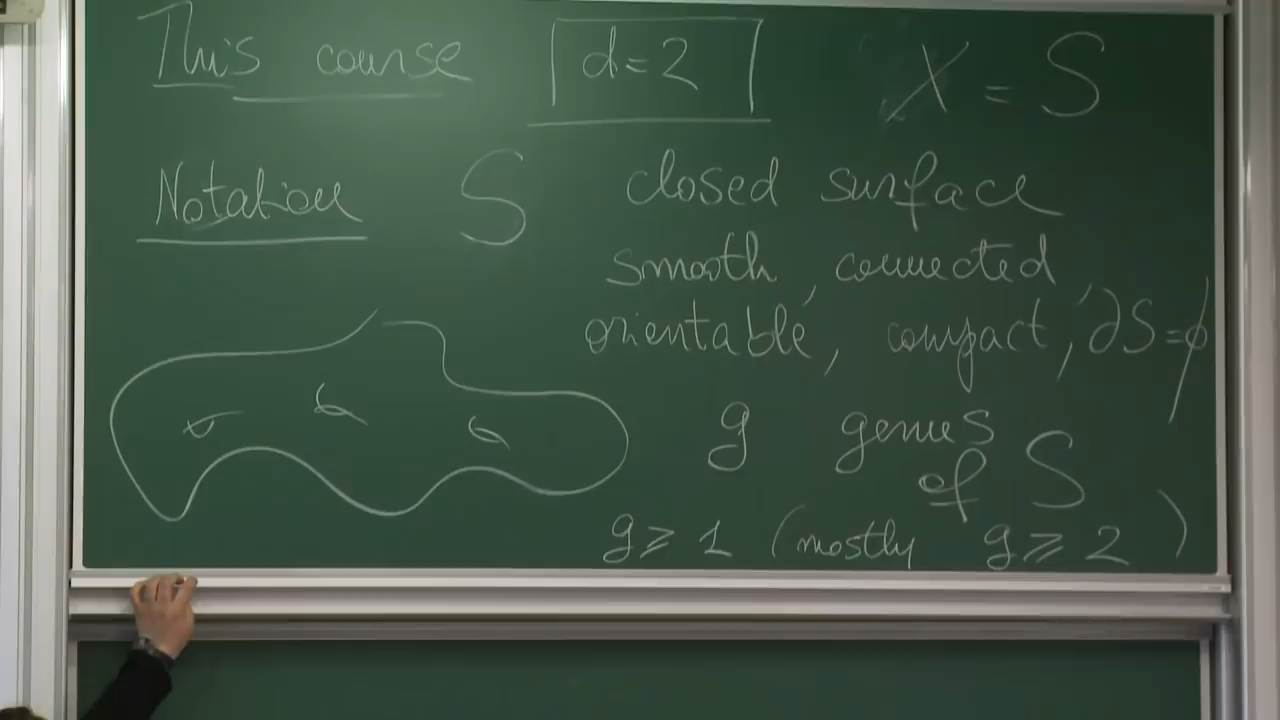 This course d=2 X = S
Notation S closed surface
smooth, connected,
orientable, compact, ∂S=∅
g genus
of S
g ⩾ 1 (mostly g ⩾ 2 )